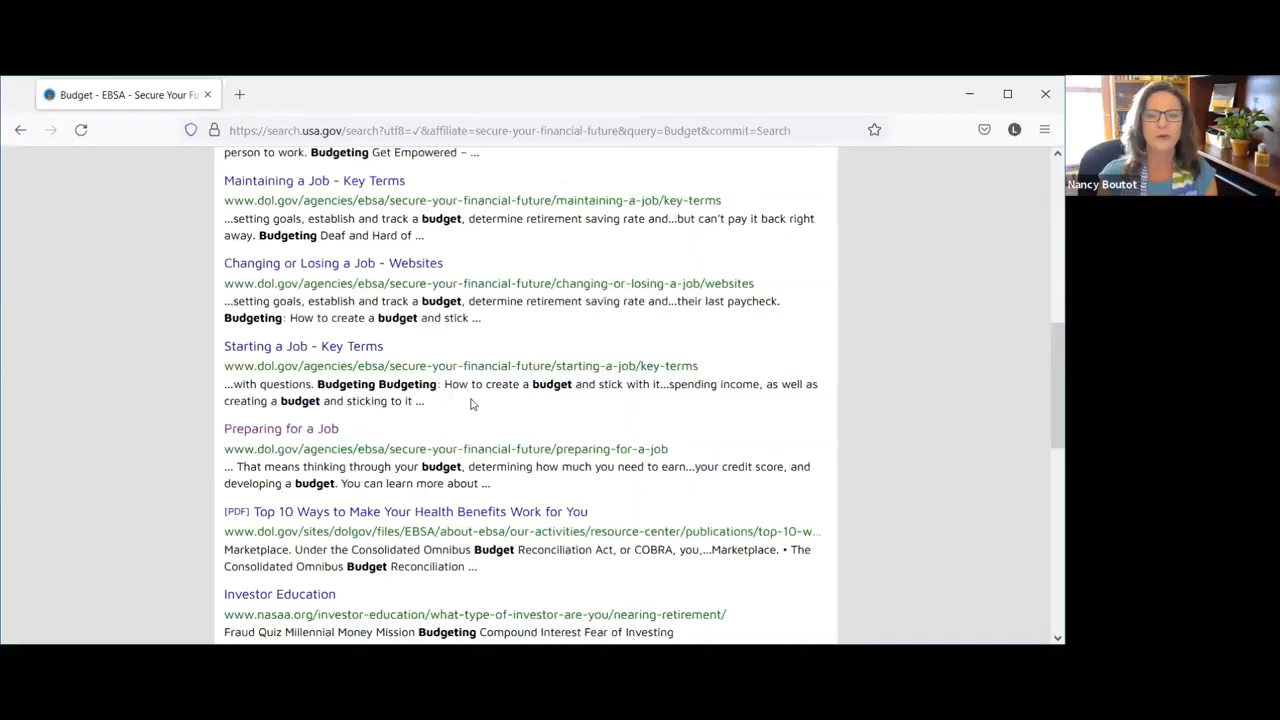 Budget - EBSA - Secure Your Fu
https://search.usa.gov/search?utf8=✓&affiliate=secure-your-financial-future&query=Budget&commit=Search
L
person to work. Budgeting Get Empowered – ...
Maintaining a Job - Key Terms
www.dol.gov/agencies/ebsa/secure-your-financial-future/maintaining-a-job/key-terms
...setting goals, establish and track a budget, determine retirement saving rate and...but can't pay it back right
away. Budgeting Deaf and Hard of ...
Changing or Losing a Job - Websites
www.dol.gov/agencies/ebsa/secure-your-financial-future/changing-or-losing-a-job/websites
...setting goals, establish and track a budget, determine retirement saving rate and...their last paycheck.
Budgeting: How to create a budget and stick ...
Starting a Job - Key Terms
www.dol.gov/agencies/ebsa/secure-your-financial-future/starting-a-job/key-terms
...with questions. Budgeting Budgeting: How to create a budget and stick with it...spending income, as well as
creating a budget and sticking to it ...
Preparing for a Job
www.dol.gov/agencies/ebsa/secure-your-financial-future/preparing-for-a-job
... That means thinking through your budget, determining how much you need to earn...your credit score, and
developing a budget. You can learn more about ...
[PDF] Top 10 Ways to Make Your Health Benefits Work for You
www.dol.gov/sites/dolgov/files/EBSA/about-ebsa/our-activities/resource-center/publications/top-10-w...
Marketplace. Under the Consolidated Omnibus Budget Reconciliation Act, or COBRA, you,...Marketplace. • The
Consolidated Omnibus Budget Reconciliation ...
Investor Education
www.nasaa.org/investor-education/what-type-of-investor-are-you/nearing-retirement/
Fraud Quiz Millennial Money Mission Budgeting Compound Interest Fear of Investing
Nancy Boutot